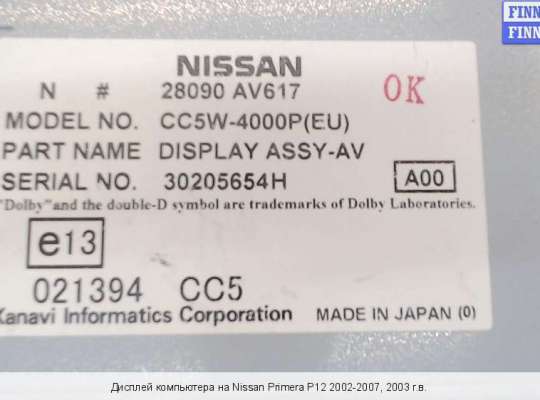 FINN
FINN
NISSAN
N # 28090 AV617 OK
MODEL NO. CC5W-4000P(EU)
PART NAME DISPLAY ASSY-AV
SERIAL NO. 30205654H A00
"Dolby"and the double-D symbol are trademarks of Dolby Laboratories.
e13
021394 CC5
Xanavi Informatics Corporation MADE IN JAPAN (0)
Дисплей компьютера на Nissan Primera P12 2002-2007, 2003 г.в.